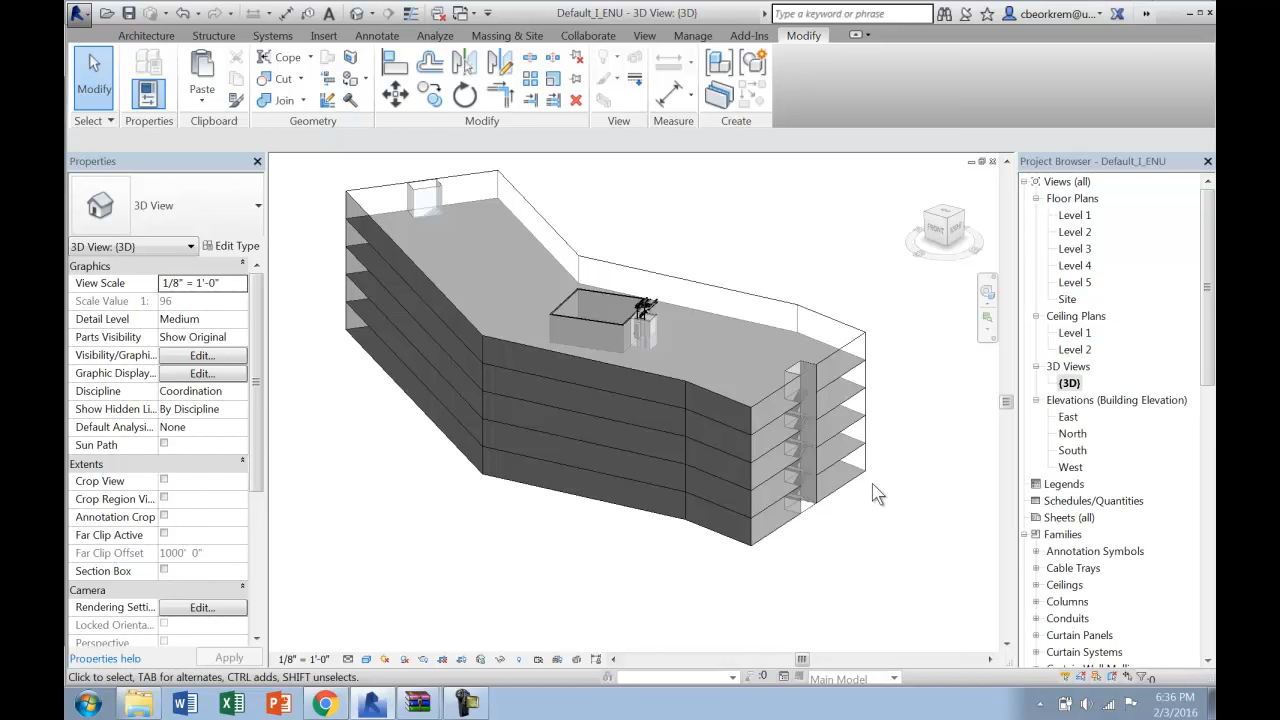 Default_I_ENU - 3D View: {3D}
Type a keyword or phrase
cbeorkrem@u...
Architecture Structure Systems Insert Annotate Analyze Massing & Site Collaborate View Manage Add-Ins Modify
Modify
Paste
Cope
Cut
Join
Select Properties Clipboard Geometry Modify View Measure Create
Properties
3D View
3D View: {3D} Edit Type
Graphics
View Scale 1/8" = 1'-0"
Scale Value 1: 96
Detail Level Medium
Parts Visibility Show Original
Visibility/Graphi... Edit...
Graphic Display... Edit...
Discipline Coordination
Show Hidden Li... By Discipline
Default Analysi... None
Sun Path
Extents
Crop View
Crop Region Vi...
Annotation Crop
Far Clip Active
Far Clip Offset 1000' 0"
Section Box
Camera
Rendering Setti... Edit...
Locked Orienta...
Perspective
Properties help Apply
FRONT
Project Browser - Default_I_ENU
Views (all)
Floor Plans
Level 1
Level 2
Level 3
Level 4
Level 5
Site
Ceiling Plans
Level 1
Level 2
3D Views
{3D}
Elevations (Building Elevation)
East
North
South
West
Legends
Schedules/Quantities
Sheets (all)
Families
Annotation Symbols
Cable Trays
Ceilings
Columns
Conduits
Curtain Panels
Curtain Systems
1/8" = 1'-0"
Click to select, TAB for alternates, CTRL adds, SHIFT unselects.
:0
Main Model
:0
6:36 PM
2/3/2016